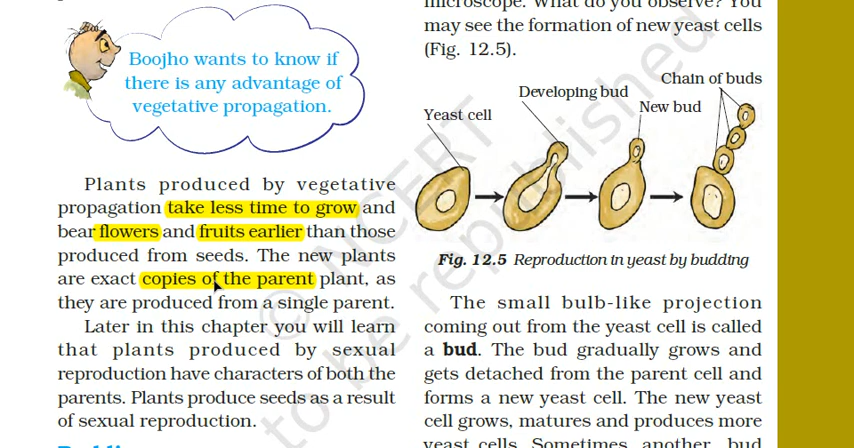 Boojho wants to know if
there is any advantage of
vegetative propagation.
Plants produced by vegetative
propagation take less time to grow and
bear flowers and fruits earlier than those
produced from seeds. The new plants
are exact copies of the parent plant, as
they are produced from a single parent.
Later in this chapter you will learn
that plants produced by sexual
reproduction have characters of both the
parents. Plants produce seeds as a result
of sexual reproduction.
microscope. What do you observe? You
may see the formation of new yeast cells
(Fig. 12.5).
Yeast cell
Developing bud
New bud
Chain of buds
Fig. 12.5 Reproduction in yeast by budding
The small bulb-like projection
coming out from the yeast cell is called
a bud. The bud gradually grows and
gets detached from the parent cell and
forms a new yeast cell. The new yeast
cell grows, matures and produces more
yeast cells. Sometimes, another bud
© NCERT
to be republished